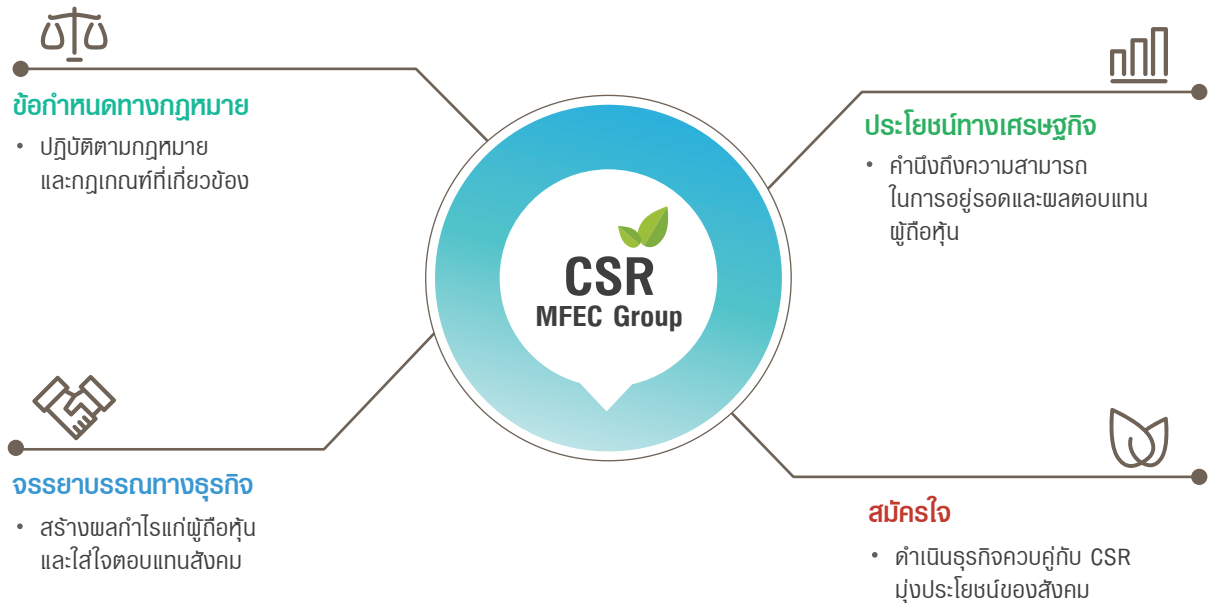 ข้อกำหนดทางกฎหมาย
• ปฏิบัติตามกฎหมาย
และกฎเกณฑ์ที่เกี่ยวข้อง
ประโยชน์ทางเศรษฐกิจ
• คำนึงถึงความสามารถ
ในการอยู่รอดและผลตอบแทน
ผู้ถือหุ้น
CSR
MFEC Group
จรรยาบรรณทางธุรกิจ
• สร้างผลกำไรแก่ผู้ถือหุ้น
และใส่ใจตอบแทนสังคม
สมัครใจ
• ดำเนินธุรกิจควบคู่กับ CSR
มุ่งประโยชน์ของสังคม